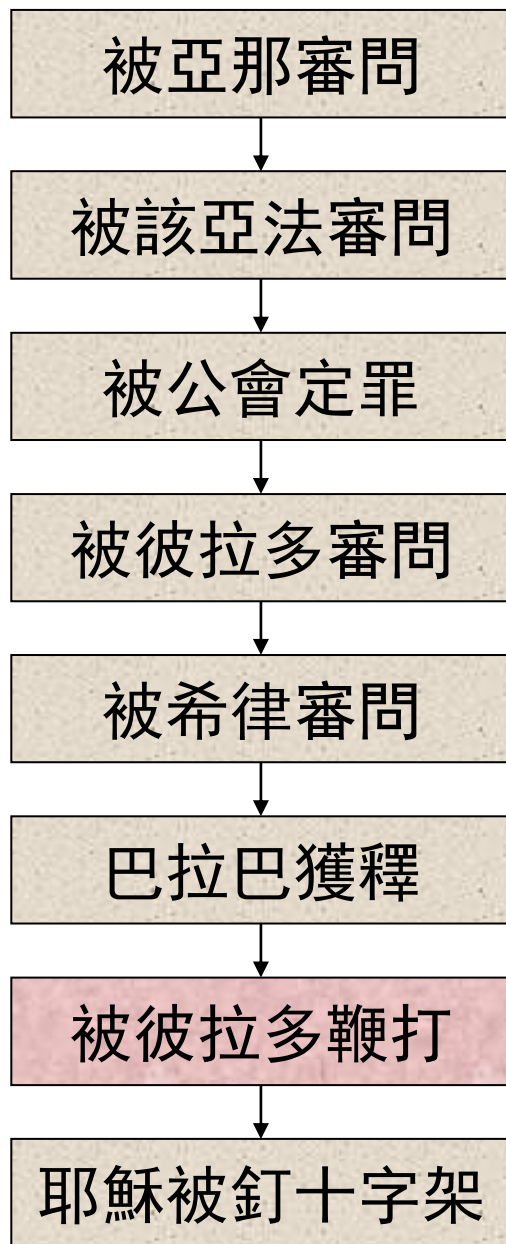 被亞那審問
被該亞法審問
被公會定罪
被彼拉多審問
被希律審問
巴拉巴獲釋
被彼拉多鞭打
耶穌被釘十字架